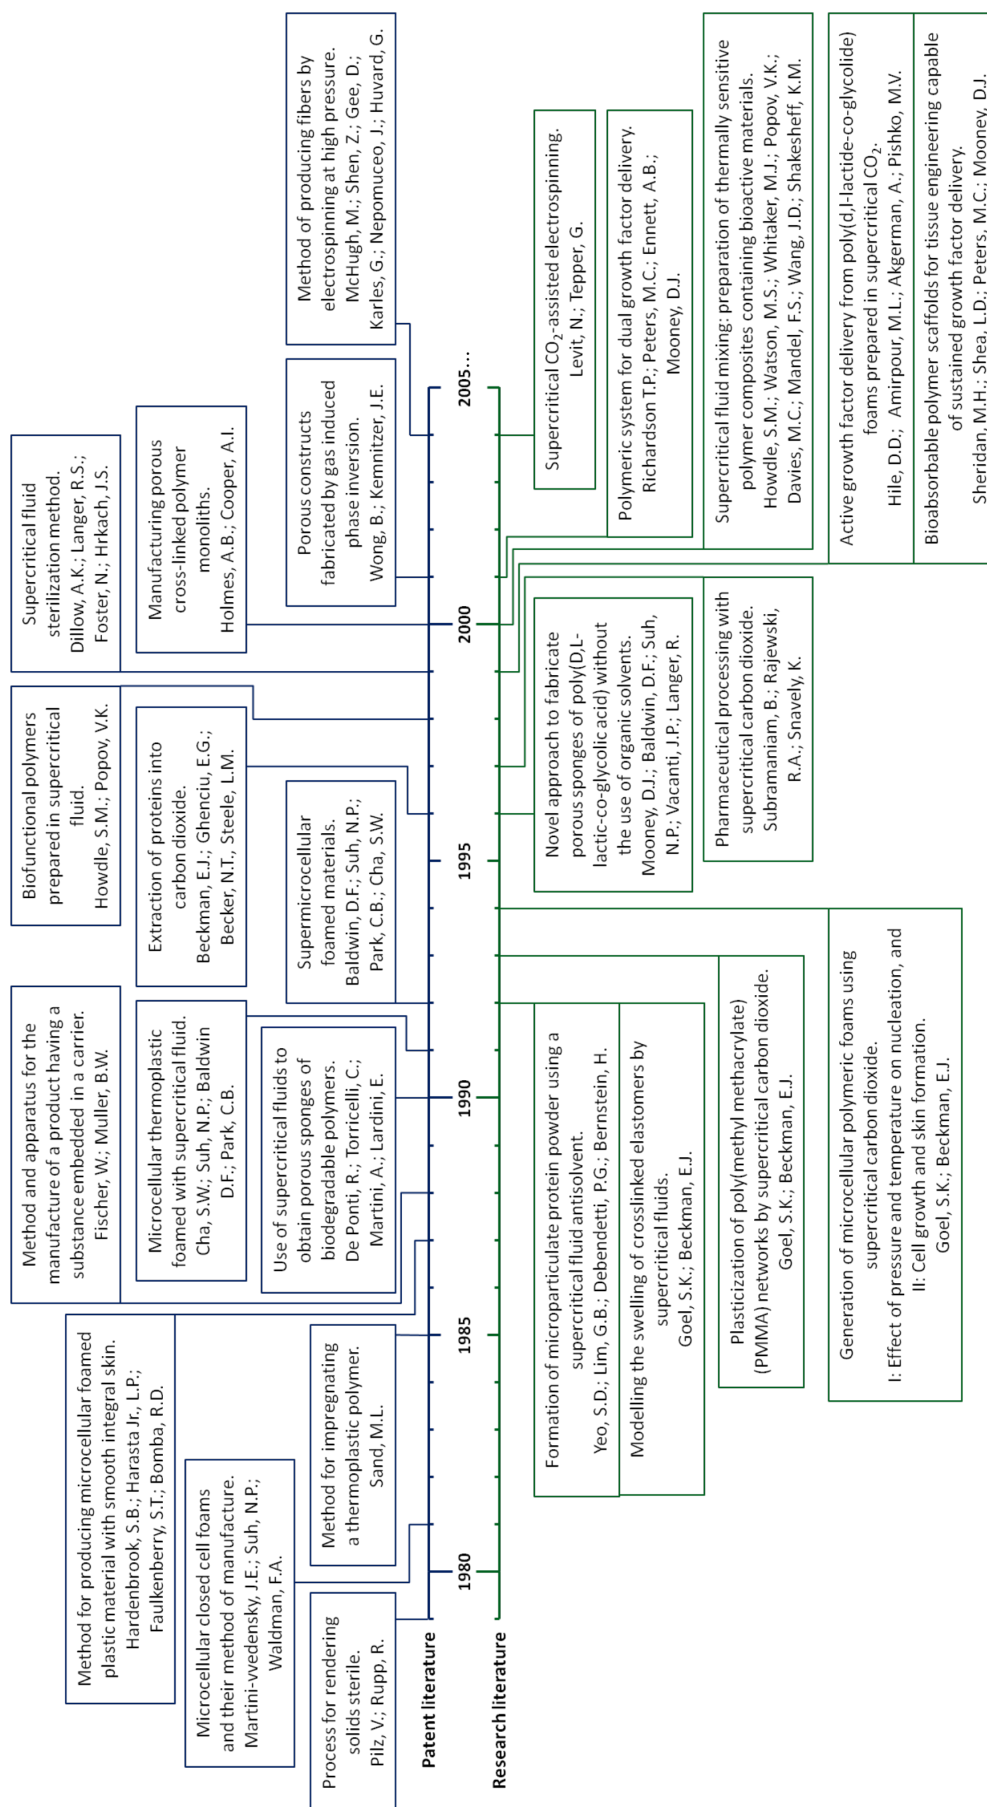 Process for rendering
solids sterile.
Pilz, V.; Rupp, R.
Microcellular closed cell foams
and their method of manufacture.
Martini-vvedensky, J.E.; Suh, N.P.;
Waldman, F.A.
Method for producing microcellular foamed
plastic material with smooth integral skin.
Hardenbrook, S.B.; Harasta Jr., L.P.;
Faulkenberry, S.T.; Bomba, R.D.
Method for impregnating
a thermoplastic polymer.
Sand, M.L.
Method and apparatus for the
manufacture of a product having a
substance embedded in a carrier.
Fischer, W.; Muller, B.W.
Microcellular thermoplastic
foamed with supercritical fluid.
Cha, S.W.; Suh, N.P.; Baldwin
D.F.; Park, C.B.
Use of supercritical fluids to
obtain porous sponges of
biodegradable polymers.
De Ponti, R.; Torricelli, C.;
Martini, A.; Lardini, E.
Biofunctional polymers
prepared in supercritical
fluid.
Howdle, S.M.; Popov, V.K.
Extraction of proteins into
carbon dioxide.
Beckman, E.J.; Ghenciu, E.G.;
Becker, N.T., Steele, L.M.
Supermicrocellular
foamed materials.
Baldwin, D.F.; Suh, N.P.;
Park, C.B.; Cha, S.W.
Supercritical fluid
sterilization method.
Dillow, A.K.; Langer, R.S.;
Foster, N.; Hrkach, J.S.
Manufacturing porous
cross-linked polymer
monoliths.
Holmes, A.B.; Cooper, A.I.
Porous constructs
fabricated by gas induced
phase inversion.
Wong, B.; Kemnitzer, J.E.
Method of producing fibers by
electrospinning at high pressure.
McHugh, M.; Shen, Z.; Gee, D.;
Karles, G.; Nepomuceo, J.; Huvard, G.
Patent literature
1980
1985
1990
1995
2000
2005...
Research literature
Formation of microparticulate protein powder using a
supercritical fluid antisolvent.
Yeo, S.D.; Lim, G.B.; Debendetti, P.G.; Bernstein, H.
Modelling the swelling of crosslinked elastomers by
supercritical fluids.
Goel, S.K.; Beckman, E.J.
Plasticization of poly(methyl methacrylate)
(PMMA) networks by supercritical carbon dioxide.
Goel, S.K.; Beckman, E.J.
Generation of microcellular polymeric foams using
supercritical carbon dioxide.
I: Effect of pressure and temperature on nucleation, and
II: Cell growth and skin formation.
Goel, S.K.; Beckman, E.J.
Novel approach to fabricate
porous sponges of poly(D,L-
lactic-co-glycolic acid) without
the use of organic solvents.
Mooney, D.J.; Baldwin, D.F.; Suh,
N.P.; Vacanti, J.P.; Langer, R.
Pharmaceutical processing with
supercritical carbon dioxide.
Subramaniam, B.; Rajewski,
R.A.; Snavely, K.
Supercritical CO₂-assisted electrospinning.
Levit, N.; Tepper, G.
Polymeric system for dual growth factor delivery.
Richardson T.P.; Peters, M.C.; Ennett, A.B.;
Mooney, D.J.
Supercritical fluid mixing: preparation of thermally sensitive
polymer composites containing bioactive materials.
Howdle, S.M.; Watson, M.S.; Whitaker, M.J.; Popov, V.K.;
Davies, M.C.; Mandel, F.S.; Wang, J.D.; Shakesheff, K.M.
Active growth factor delivery from poly(d,l-lactide-co-glycolide)
foams prepared in supercritical CO₂.
Hile, D.D.; Amirpour, M.L.; Akgerman, A.; Pishko, M.V.
Bioabsorbable polymer scaffolds for tissue engineering capable
of sustained growth factor delivery.
Sheridan, M.H.; Shea, L.D.; Peters, M.C.; Mooney, D.J.